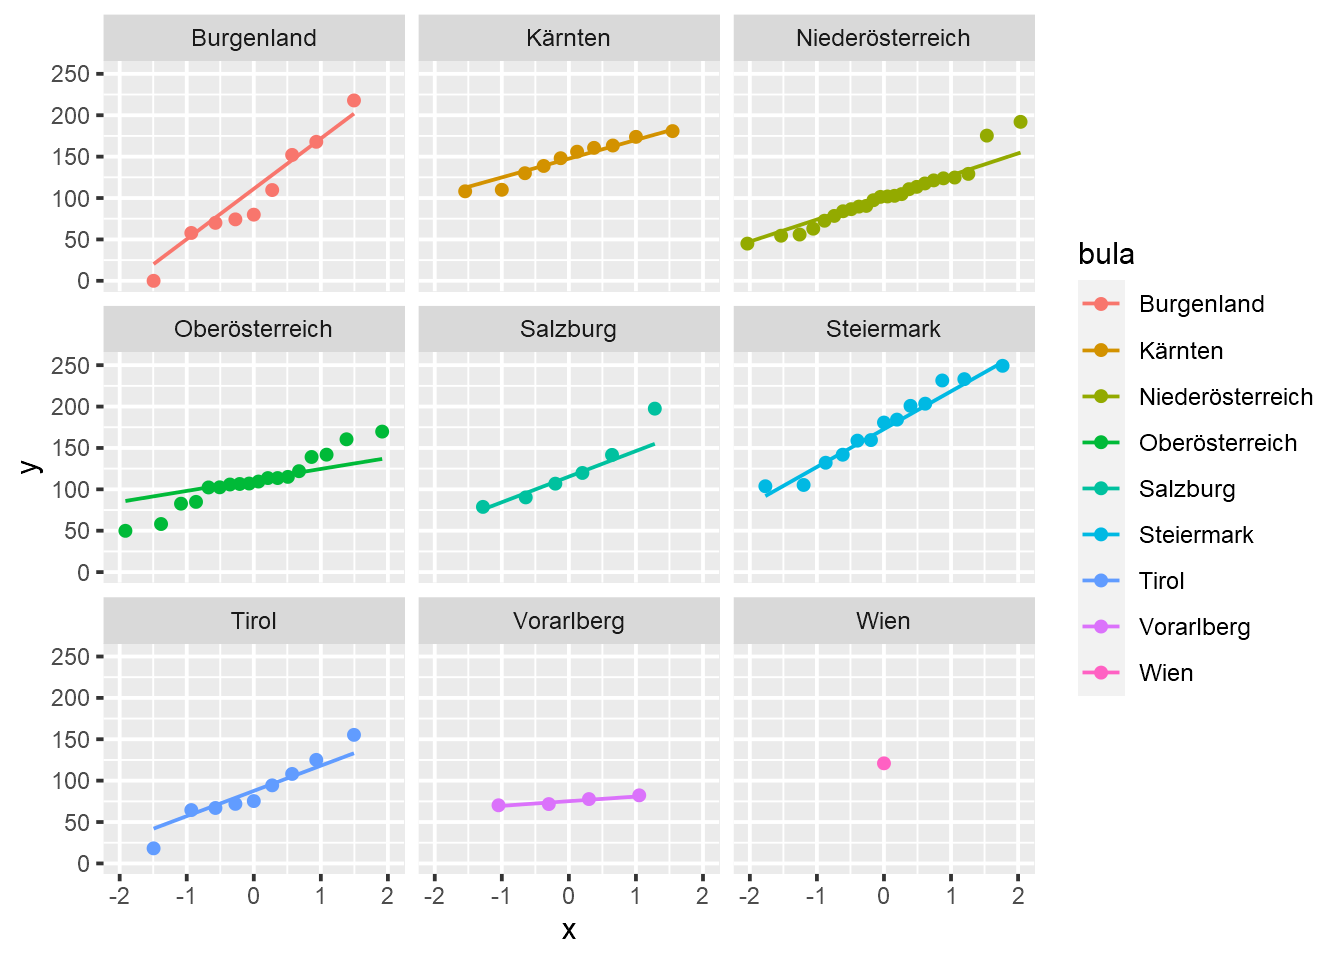 Burgenland
Kärnten
Niederösterreich
250
200
150
100
50
0
Oberösterreich
Salzburg
Steiermark
250
200
150
100
50
0
Tirol
Vorarlberg
Wien
250
200
150
100
50
0
-2 -1 0 1 2
-2 -1 0 1 2
-2 -1 0 1 2
x
y
bula
Burgenland
Kärnten
Niederösterreich
Oberösterreich
Salzburg
Steiermark
Tirol
Vorarlberg
Wien